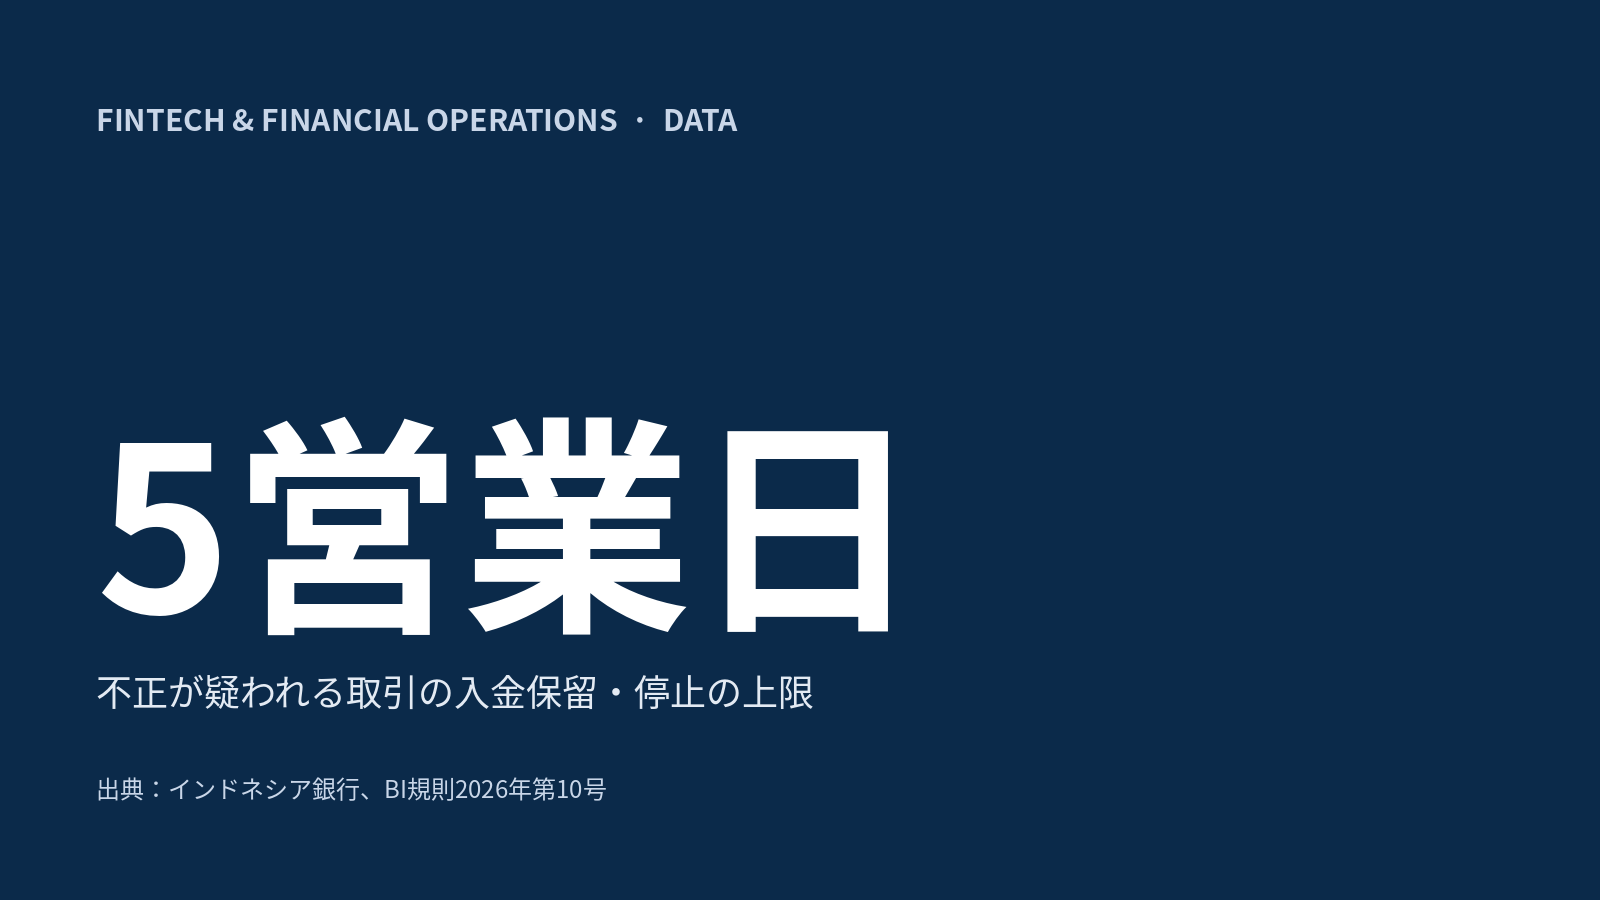 FINTECH & FINANCIAL OPERATIONS · DATA
5営業日
不正が疑われる取引の入金保留・停止の上限
出典：インドネシア銀行、BI規則2026年第10号